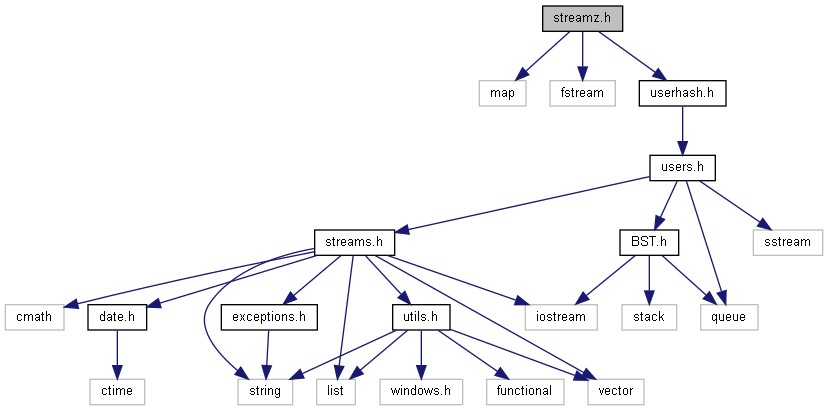 streamz.h
map
fstream
userhash.h
users.h
streams.h
BST.h
sstream
cmath
date.h
exceptions.h
utils.h
iostream
stack
queue
ctime
string
list
windows.h
functional
vector